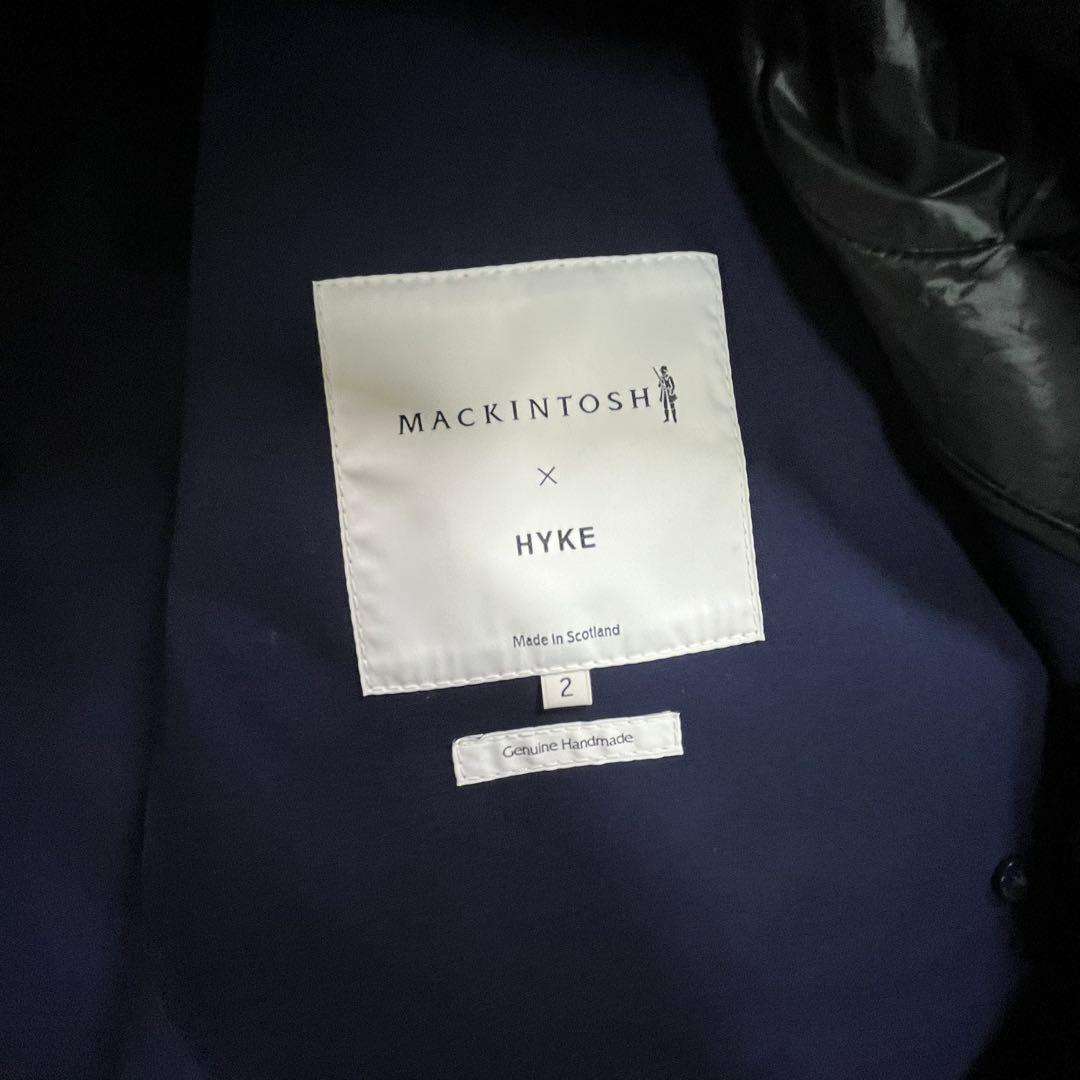 MACKINTOSH
×
HYKE
Made in Scotland
2
Genuine Handmade